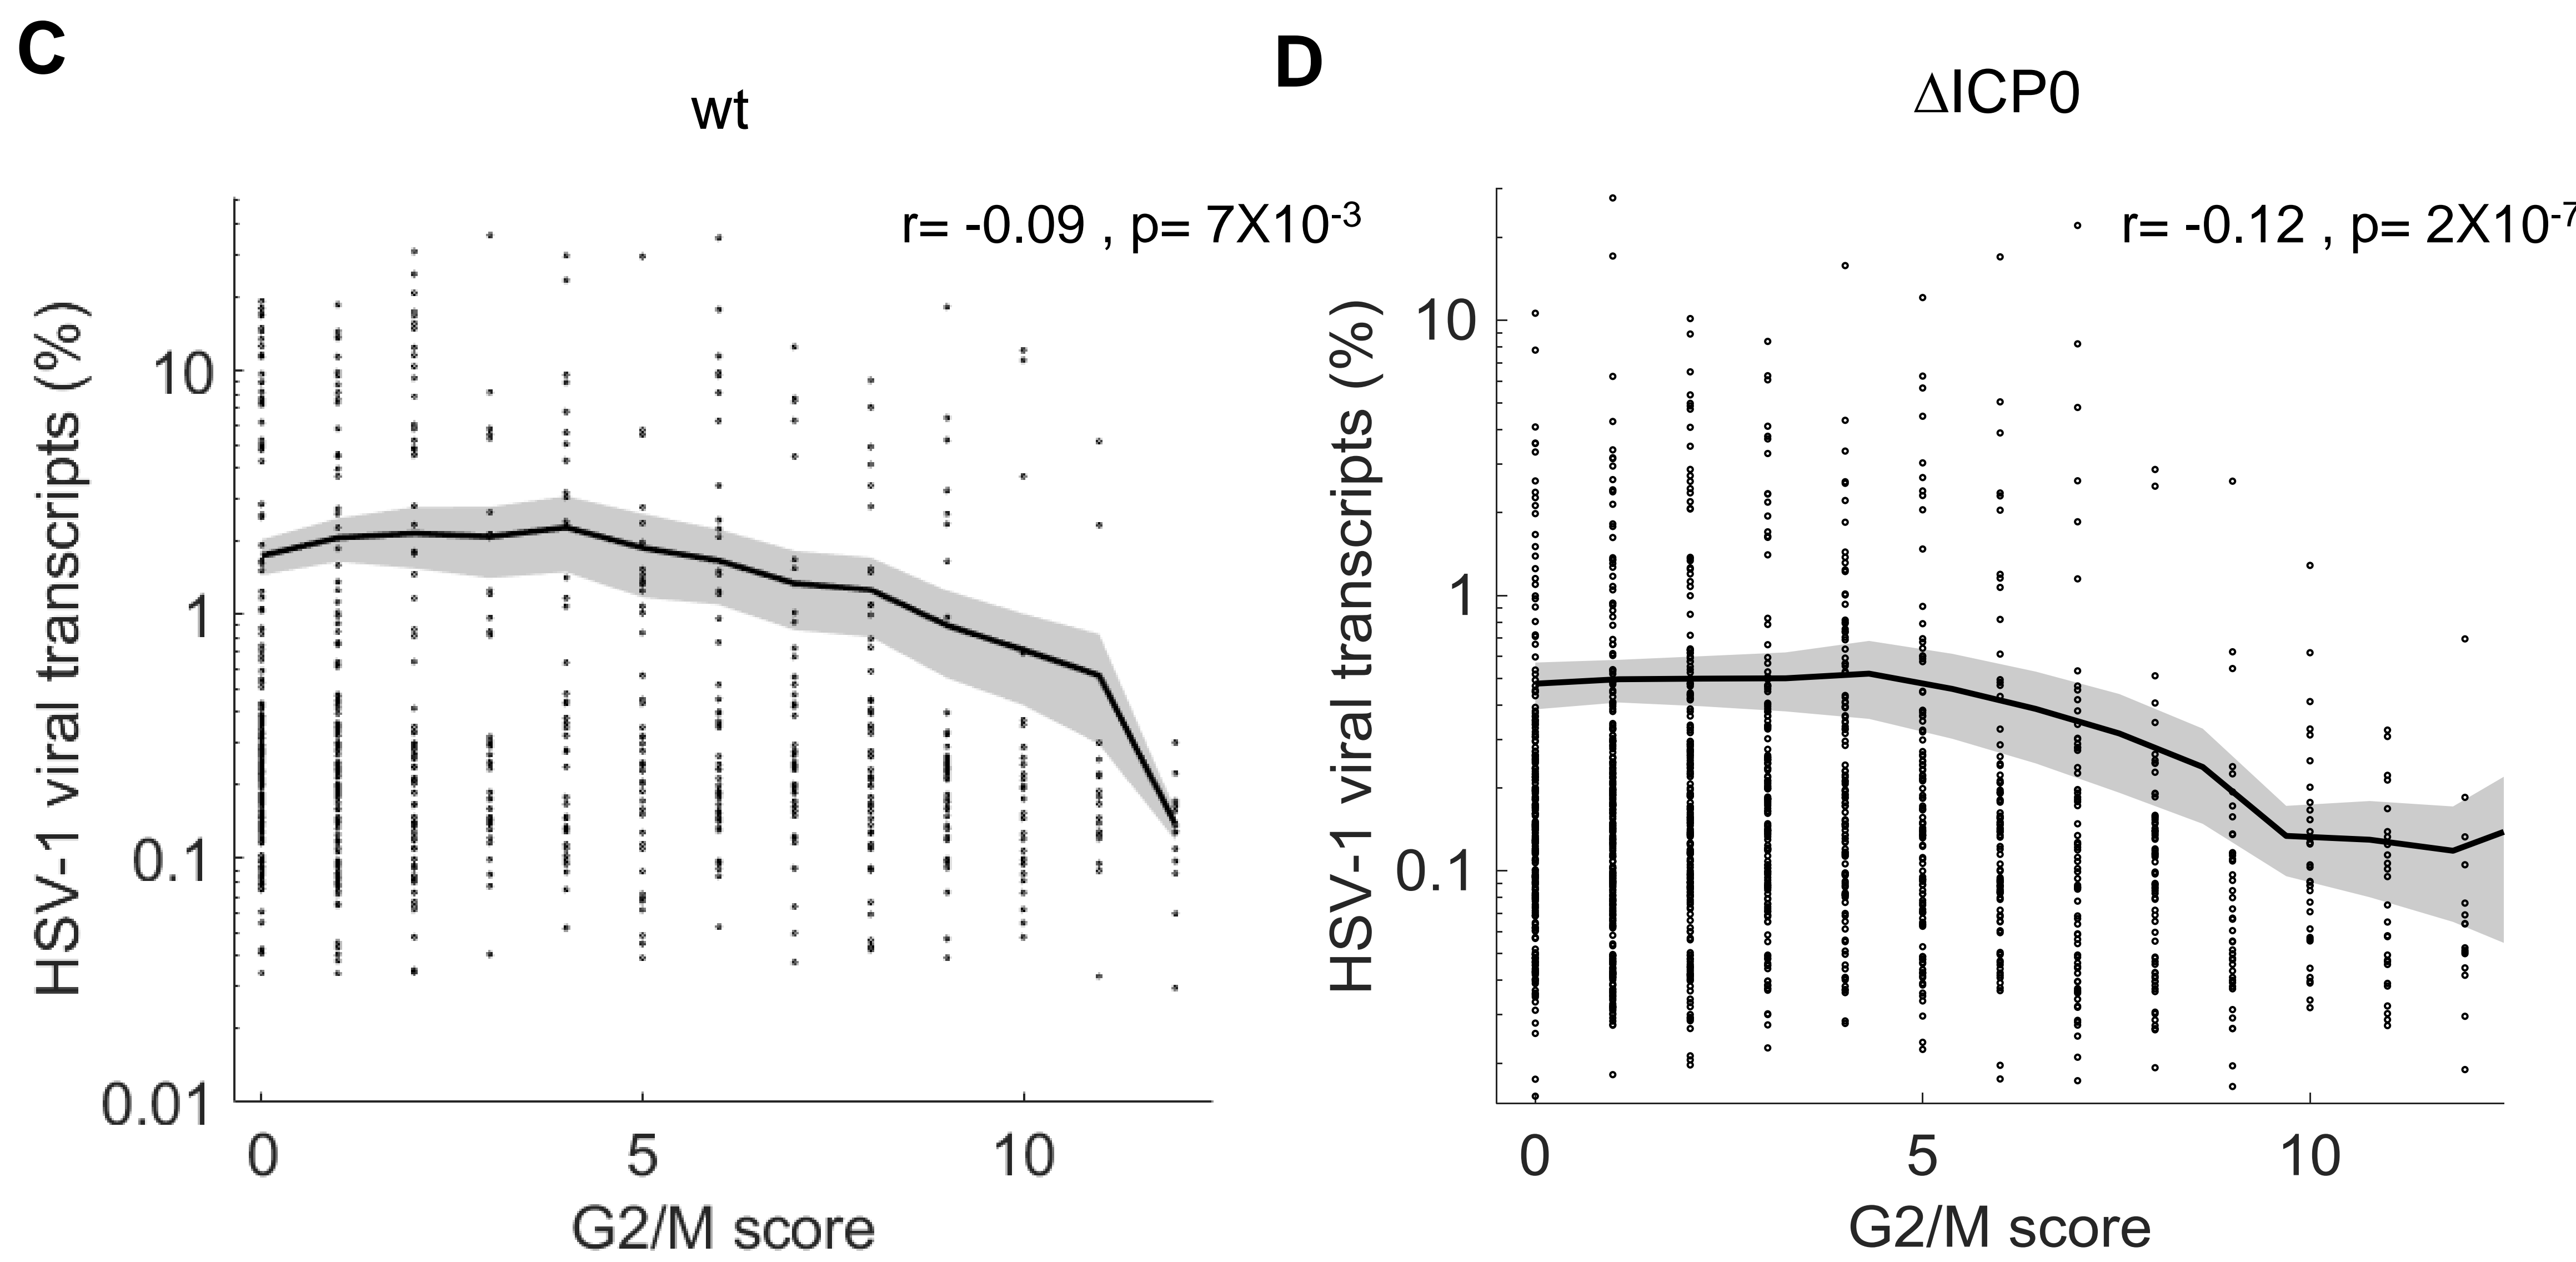 C
wt
r= -0.09 , p= 7X10-3
HSV-1 viral transcripts (%)
10
1
0.1
0.01
0 5 10
G2/M score
D
∆ICP0
r= -0.12 , p= 2X10-7
HSV-1 viral transcripts (%)
10
1
0.1
0 5 10
G2/M score